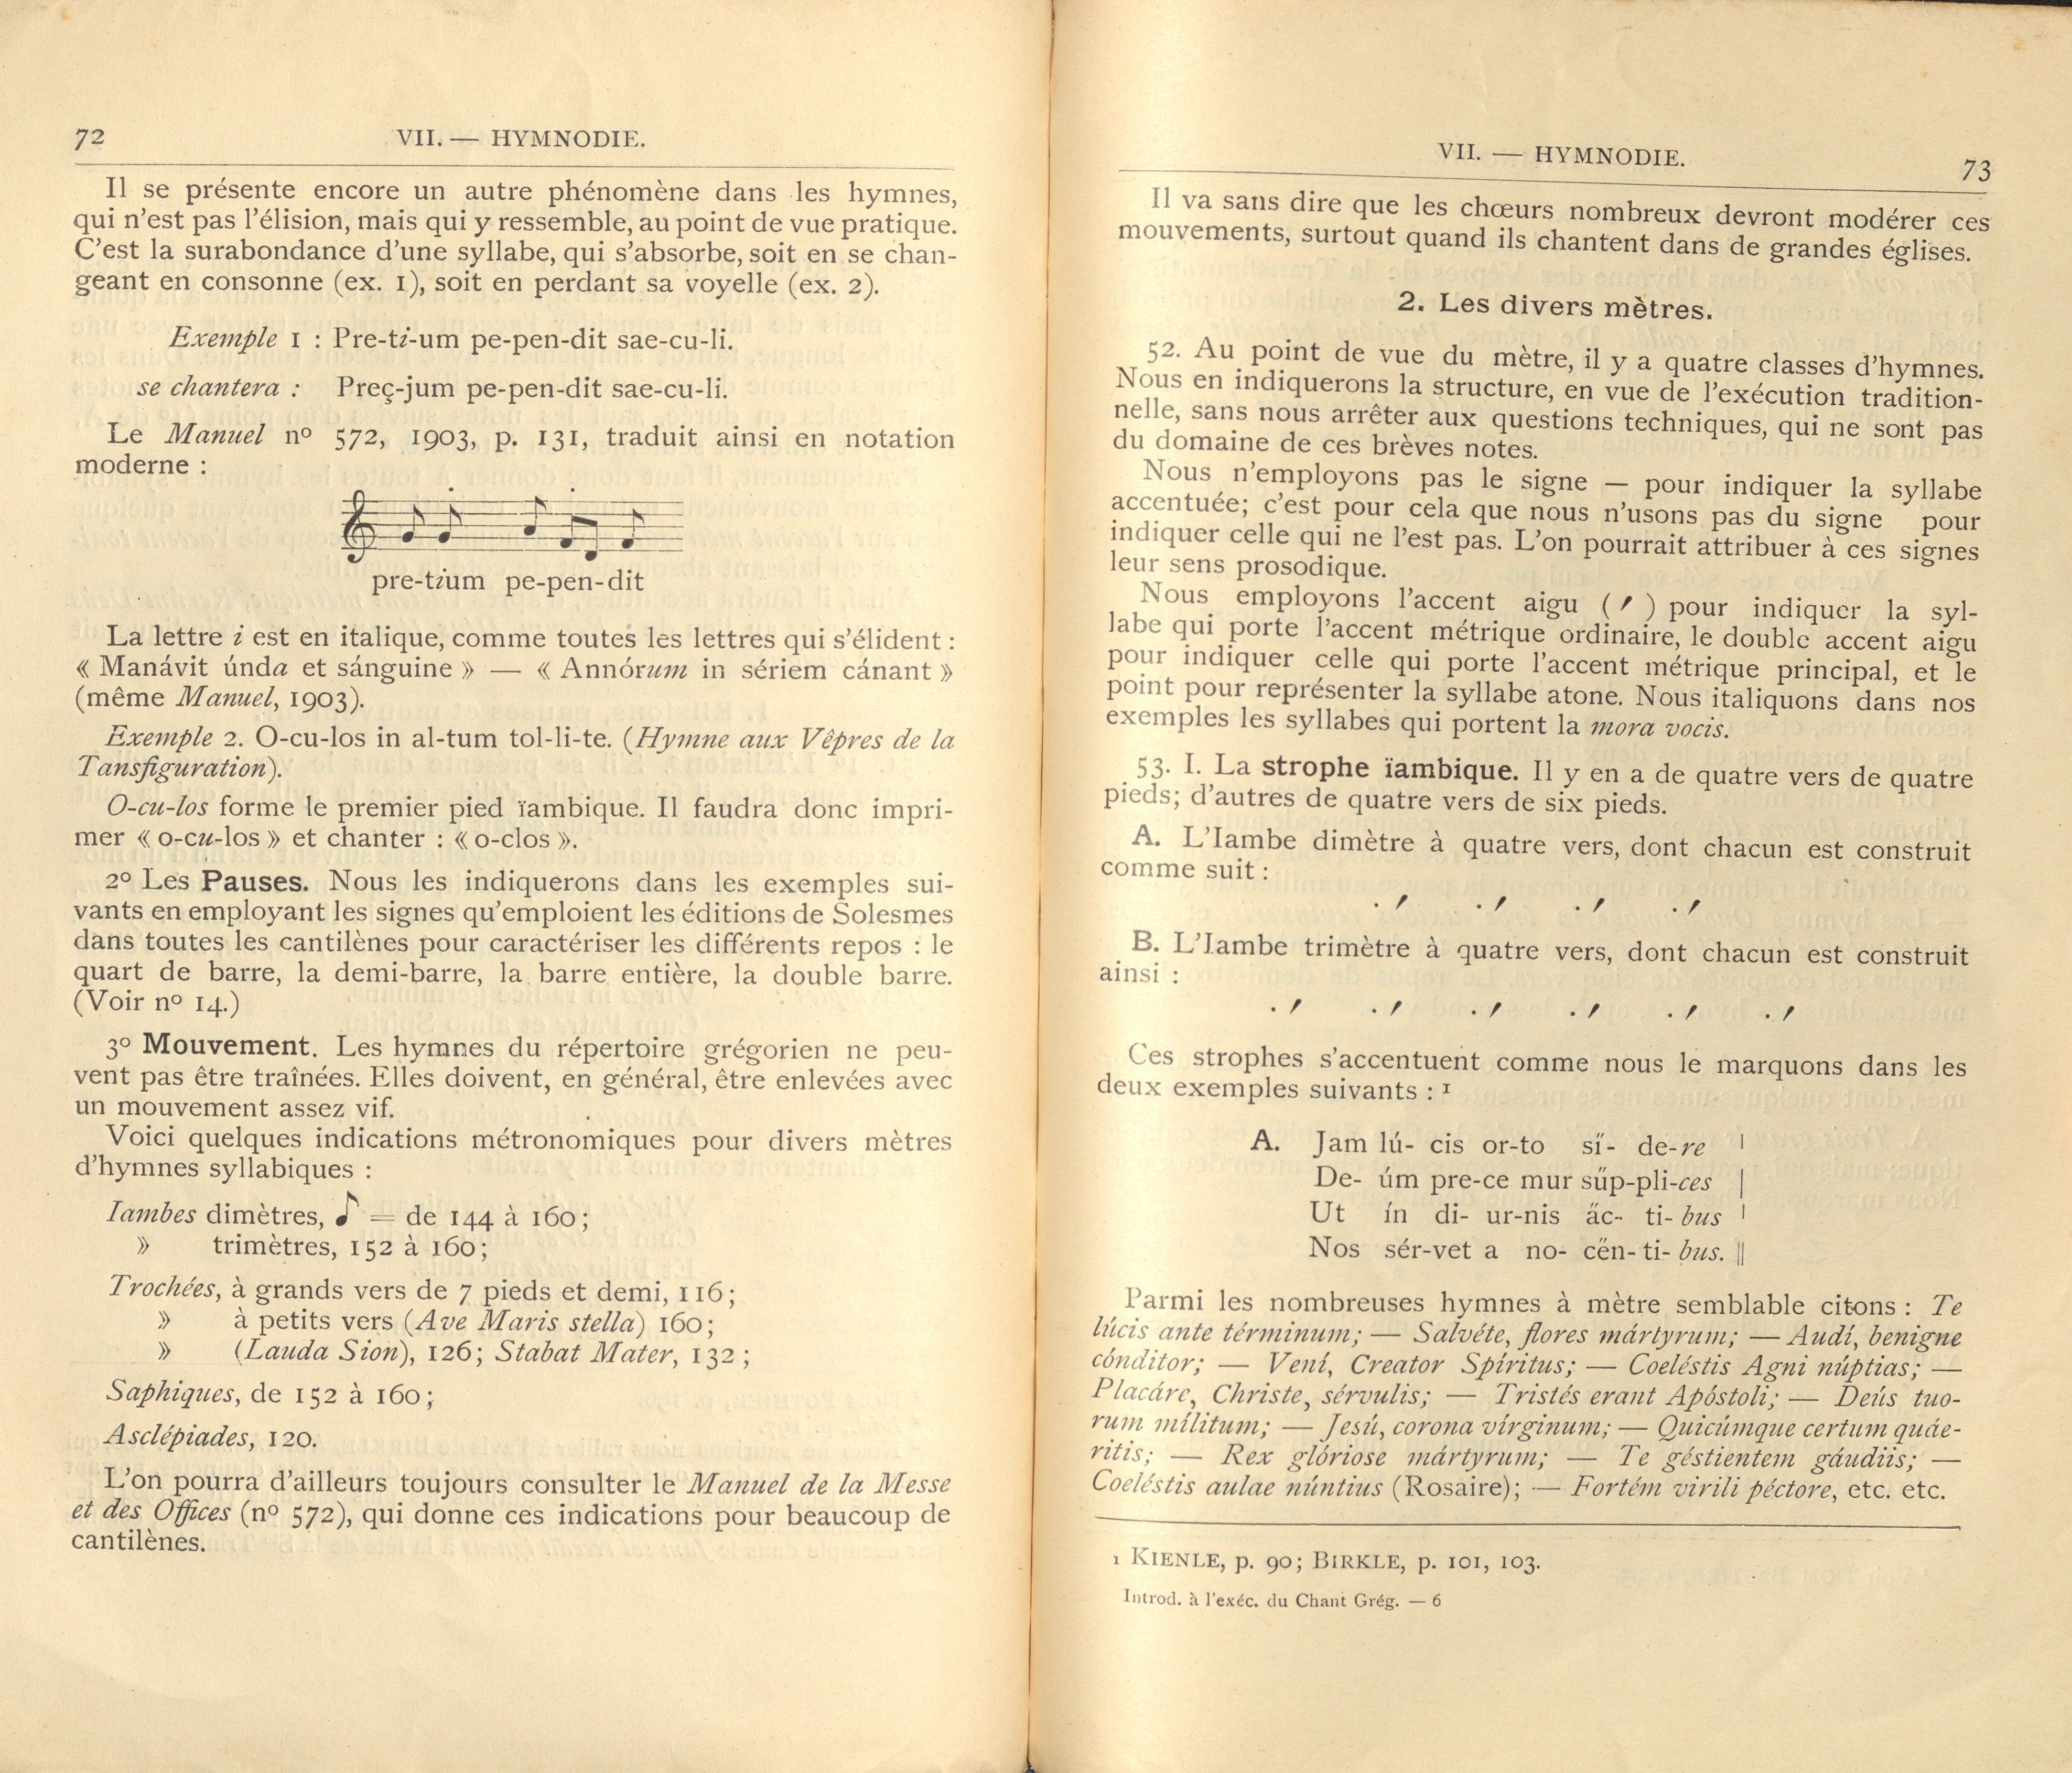 72
VII. — HYMNODIE.
Il se présente encore un autre phénomène dans les hymnes,
qui n'est pas l'élision, mais qui y ressemble, au point de vue pratique.
C'est la surabondance d'une syllabe, qui s'absorbe, soit en se chan-
geant en consonne (ex. 1), soit en perdant sa voyelle (ex. 2).
Exemple 1 : Pre-ti-um pe-pen-dit sae-cu-li.
se chantera : Preç-jum pe-pen-dit sae-cu-li.
Le Manuel nº 572, 1903, p. 131, traduit ainsi en notation
moderne :
pre-tium pe-pen-dit
La lettre i est en italique, comme toutes les lettres qui s'élident :
« Manávit únda et sánguine » — « Annórum in sériem cánant »
(même Manuel, 1903).
Exemple 2. O-cu-los in al-tum tol-li-te. (Hymne aux Vêpres de la
Tansfiguration).
O-cu-los forme le premier pied ïambique. Il faudra donc impri-
mer « o-cu-los » et chanter : « o-clos ».
2º Les Pauses. Nous les indiquerons dans les exemples sui-
vants en employant les signes qu'emploient les éditions de Solesmes
dans toutes les cantilènes pour caractériser les différents repos : le
quart de barre, la demi-barre, la barre entière, la double barre.
(Voir nº 14.)
3º Mouvement. Les hymnes du répertoire grégorien ne peu-
vent pas être traînées. Elles doivent, en général, être enlevées avec
un mouvement assez vif.
Voici quelques indications métronomiques pour divers mètres
d'hymnes syllabiques :
Iambes dimètres, ♪ = de 144 à 160;
» trimètres, 152 à 160;
Trochées, à grands vers de 7 pieds et demi, 116;
» à petits vers (Ave Maris stella) 160;
» (Lauda Sion), 126; Stabat Mater, 132;
Saphiques, de 152 à 160;
Asclépiades, 120.
L'on pourra d'ailleurs toujours consulter le Manuel de la Messe
et des Offices (nº 572), qui donne ces indications pour beaucoup de
cantilènes.
VII. — HYMNODIE.
73
Il va sans dire que les chœurs nombreux devront modérer ces
mouvements, surtout quand ils chantent dans de grandes églises.
2. Les divers mètres.
52. Au point de vue du mètre, il y a quatre classes d'hymnes.
Nous en indiquerons la structure, en vue de l'exécution tradition-
nelle, sans nous arrêter aux questions techniques, qui ne sont pas
du domaine de ces brèves notes.
Nous n'employons pas le signe — pour indiquer la syllabe
accentuée; c'est pour cela que nous n'usons pas du signe pour
indiquer celle qui ne l'est pas. L'on pourrait attribuer à ces signes
leur sens prosodique.
Nous employons l'accent aigu (′) pour indiquer la syl-
labe qui porte l'accent métrique ordinaire, le double accent aigu
pour indiquer celle qui porte l'accent métrique principal, et le
point pour représenter la syllabe atone. Nous italiquons dans nos
exemples les syllabes qui portent la mora vocis.
53. I. La strophe ïambique. Il y en a de quatre vers de quatre
pieds; d'autres de quatre vers de six pieds.
A. L'Iambe dimètre à quatre vers, dont chacun est construit
comme suit :
. ′ . ′ . ′ . ′
B. L'Iambe trimètre à quatre vers, dont chacun est construit
ainsi :
. ′ . ′ . ′ . ′ . ′ . ′
Ces strophes s'accentuent comme nous le marquons dans les
deux exemples suivants : 1
A. Jam lú- cis or-to sı̋- de-re |
De- úm pre-ce mur sűp-pli-ces |
Ut ín di- ur-nis a̋c- ti- bus |
Nos sér-vet a no- ce̋n-ti- bus. ||
Parmi les nombreuses hymnes à mètre semblable citons : Te
lúcis ante términum; — Salvéte, flores mártyrum; — Audí, benigne
cónditor; — Vení, Creator Spíritus; — Coeléstis Agni núptias; —
Placáre, Christe, sérvulis; — Tristés erant Apóstoli; — Deús tuo-
rum mílitum; — Jesú, corona vírginum; — Quicúmque certum quáe-
ritis; — Rex glóriose mártyrum; — Te géstientem gáudiis; —
Coeléstis aulae núntius (Rosaire); — Fortém virili péctore, etc. etc.
1 KIENLE, p. 90; BIRKLE, p. 101, 103.
Introd. à l'exéc. du Chant Grég. — 6